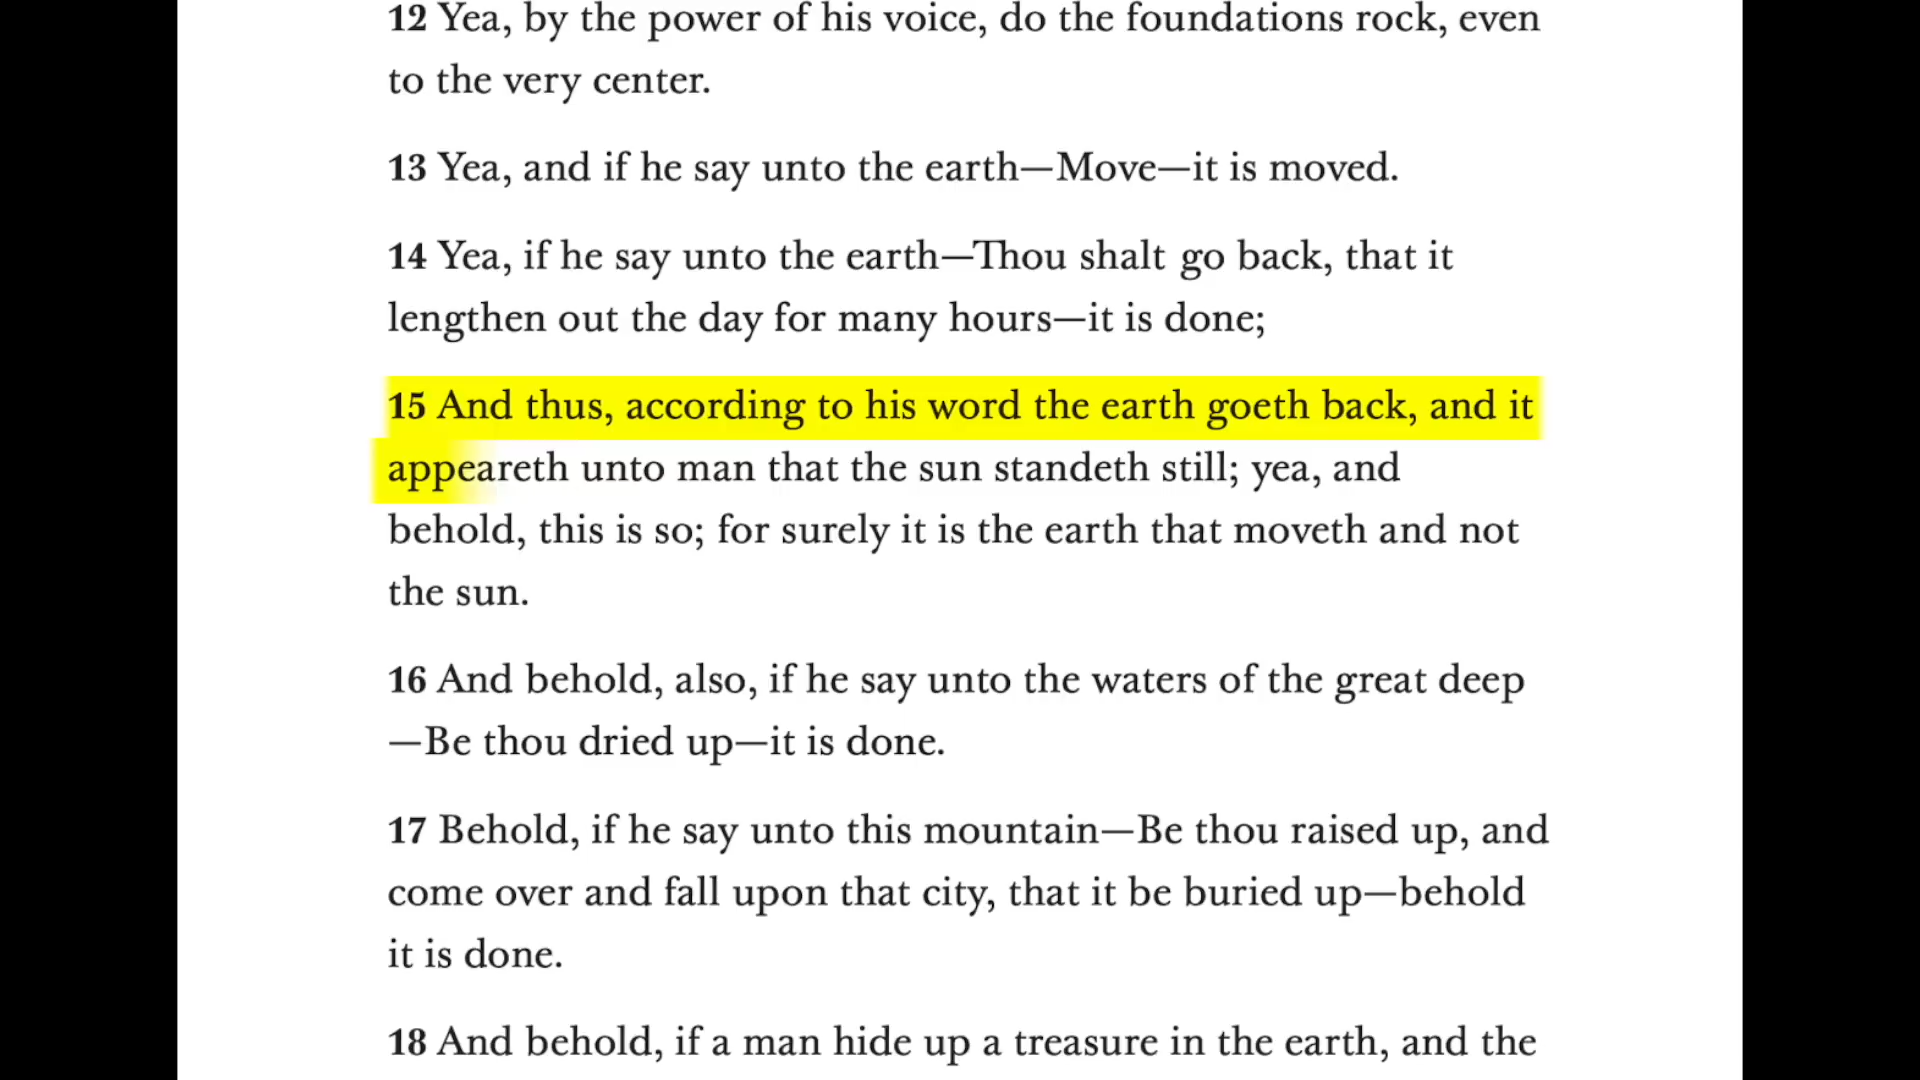 12 Yea, by the power of his voice, do the foundations rock, even
to the very center.
13 Yea, and if he say unto the earth—Move—it is moved.
14 Yea, if he say unto the earth—Thou shalt go back, that it
lengthen out the day for many hours—it is done;
15 And thus, according to his word the earth goeth back, and it
appeareth unto man that the sun standeth still; yea, and
behold, this is so; for surely it is the earth that moveth and not
the sun.
16 And behold, also, if he say unto the waters of the great deep
—Be thou dried up—it is done.
17 Behold, if he say unto this mountain—Be thou raised up, and
come over and fall upon that city, that it be buried up—behold
it is done.
18 And behold, if a man hide up a treasure in the earth, and the